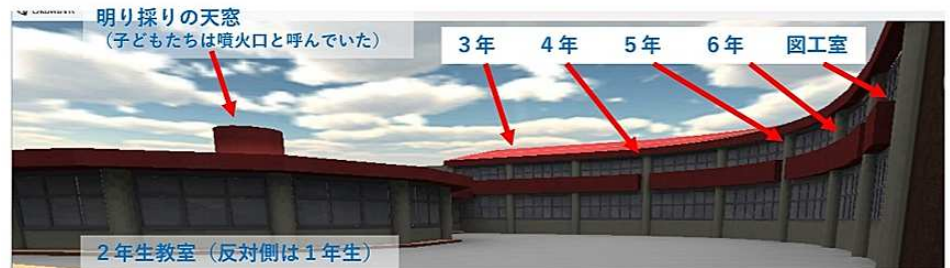 明り採りの天窓
（子どもたちは噴火口と呼んでいた）
3年 4年 5年 6年 図工室
2年生教室（反対側は1年生）